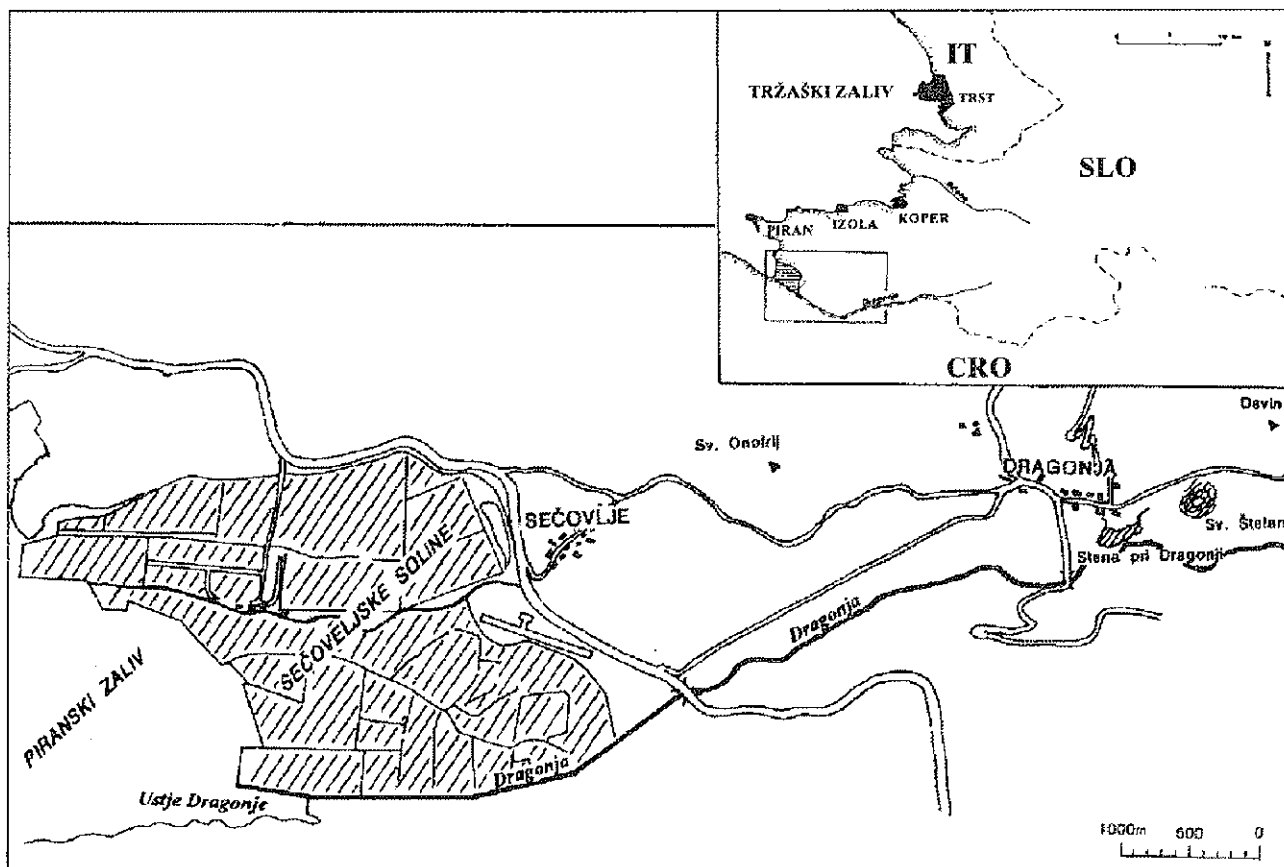 IT
TRŽAŠKI ZALIV
TRST
SLO
KOPER
IZOLA
PIRAN
CRO
Sv. Onofrij
Davin
DRAGONJA
SEČOVLJE
Sv. Štefan
Stena pri Dragonji
SEČOVELJSKE SOLINE
Dragonja
PIRANSKI ZALIV
Dragonja
Ustje Dragonje
1000m 500 0